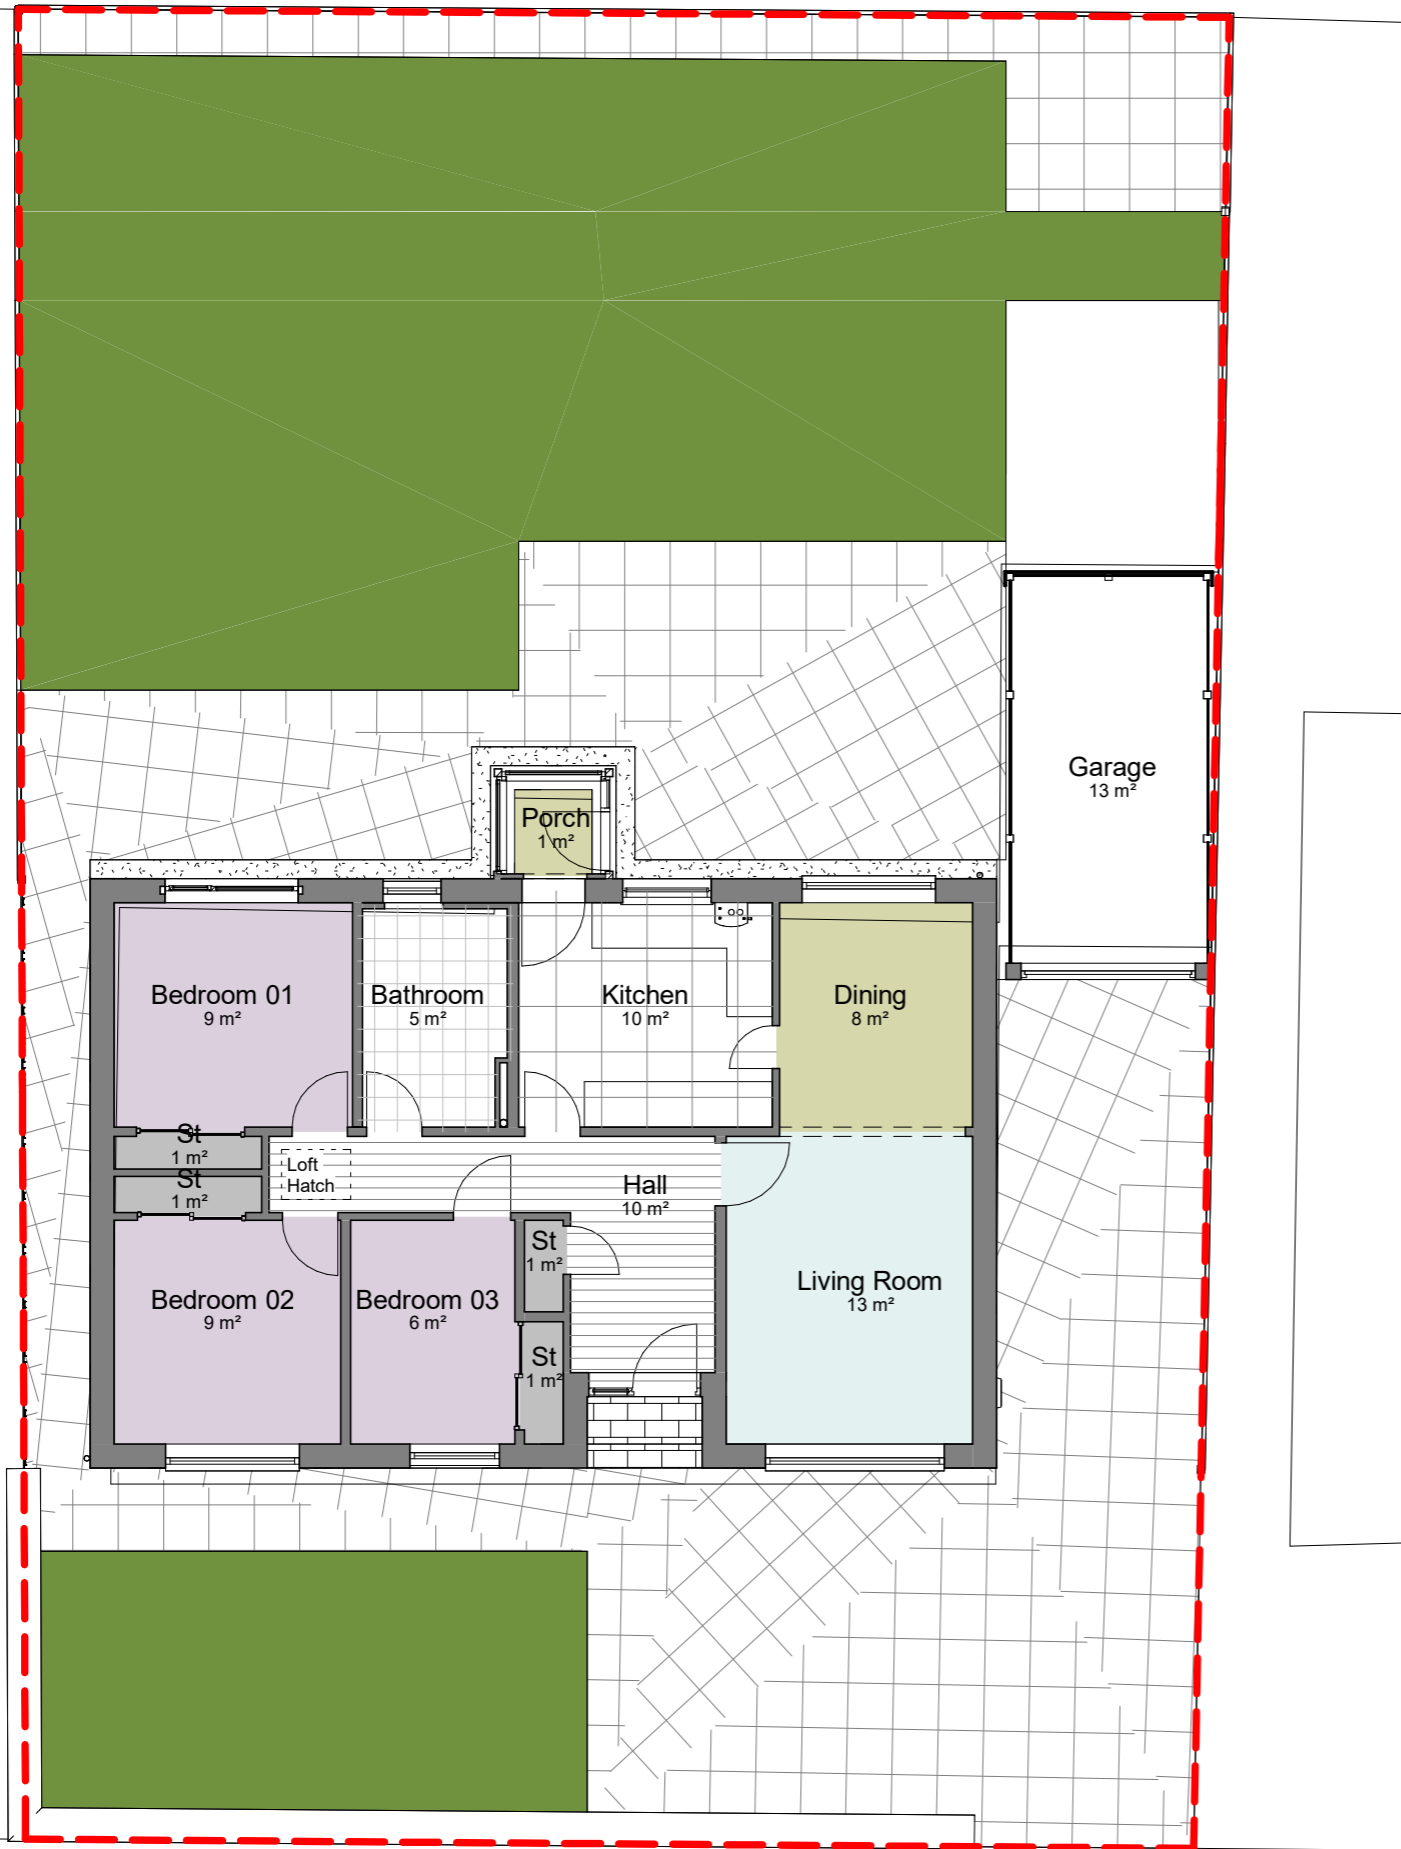 Garage
13 m²
Porch
1 m²
Bedroom 01
9 m²
Bathroom
5 m²
Kitchen
10 m²
Dining
8 m²
St
1 m²
St
1 m²
Loft
Hatch
Hall
10 m²
St
1 m²
Bedroom 02
9 m²
Bedroom 03
6 m²
Living Room
13 m²
St
1 m²